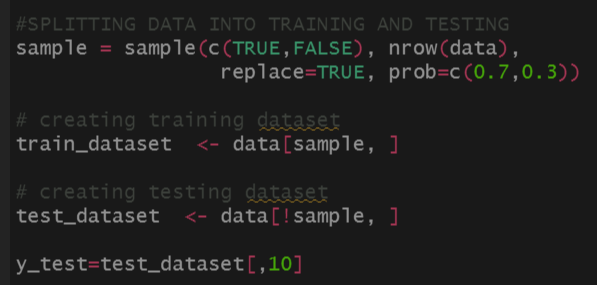 #SPLITTING DATA INTO TRAINING AND TESTING
sample = sample(c(TRUE,FALSE), nrow(data),
                replace=TRUE, prob=c(0.7,0.3))
# creating training dataset
train_dataset  <- data[sample, ]
# creating testing dataset
test_dataset  <- data[!sample, ]
y_test=test_dataset[,10]